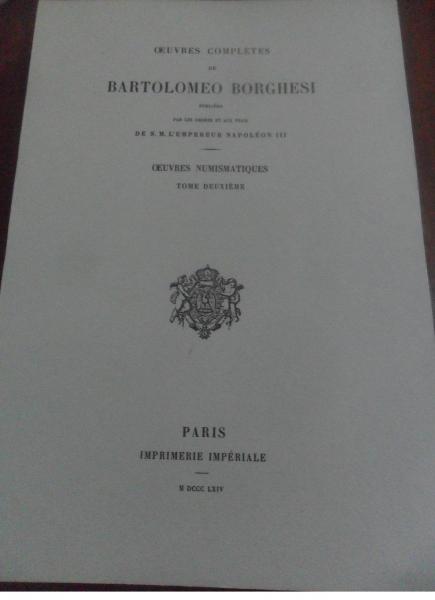 ŒUVRES COMPLÈTES
DE
BARTOLOMEO BORGHESI
PUBLIÉES
PAR LES ORDRES ET AUX FRAIS
DE S. M. L'EMPEREUR NAPOLÉON III
ŒUVRES NUMISMATIQUES
TOME DEUXIÈME
PARIS
IMPRIMERIE IMPÉRIALE
M DCCC LXIV